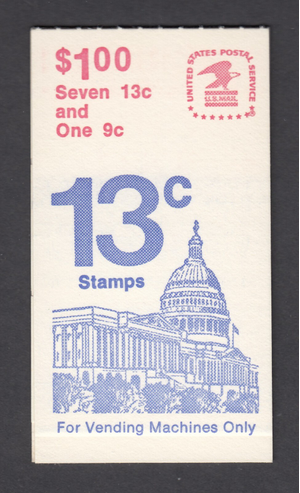 $1.00
Seven 13c
and
One 9c
UNITED STATES POSTAL SERVICE
U.S.MAIL
®
13c
Stamps
For Vending Machines Only